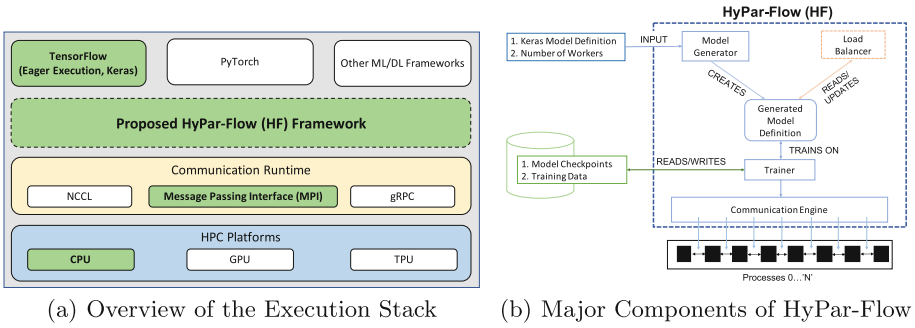 TensorFlow
(Eager Execution, Keras)
PyTorch
Other ML/DL Frameworks
Proposed HyPar-Flow (HF) Framework
Communication Runtime
NCCL
Message Passing Interface (MPI)
gRPC
HPC Platforms
CPU
GPU
TPU
(a) Overview of the Execution Stack
HyPar-Flow (HF)
1. Keras Model Definition
2. Number of Workers
INPUT
Model
Generator
Load
Balancer
CREATES
READS/
UPDATES
Generated
Model
Definition
TRAINS ON
1. Model Checkpoints
2. Training Data
READS/WRITES
Trainer
Communication Engine
Processes 0...'N'
(b) Major Components of HyPar-Flow